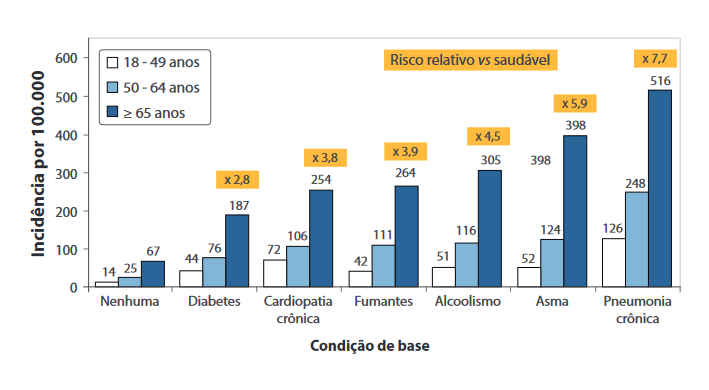 Incidência por 100.000
600
500
400
300
200
100
0
18 - 49 anos
50 - 64 anos
≥ 65 anos
Risco relativo vs saudável
14 25 67
x 2,8
44 76 187
x 3,8
72 106 254
x 3,9
42 111 264
x 4,5
51 116 305
x 5,9
398
52 124 398
x 7,7
126 248 516
Nenhuma
Diabetes
Cardiopatia
crônica
Fumantes
Alcoolismo
Asma
Pneumonia
crônica
Condição de base